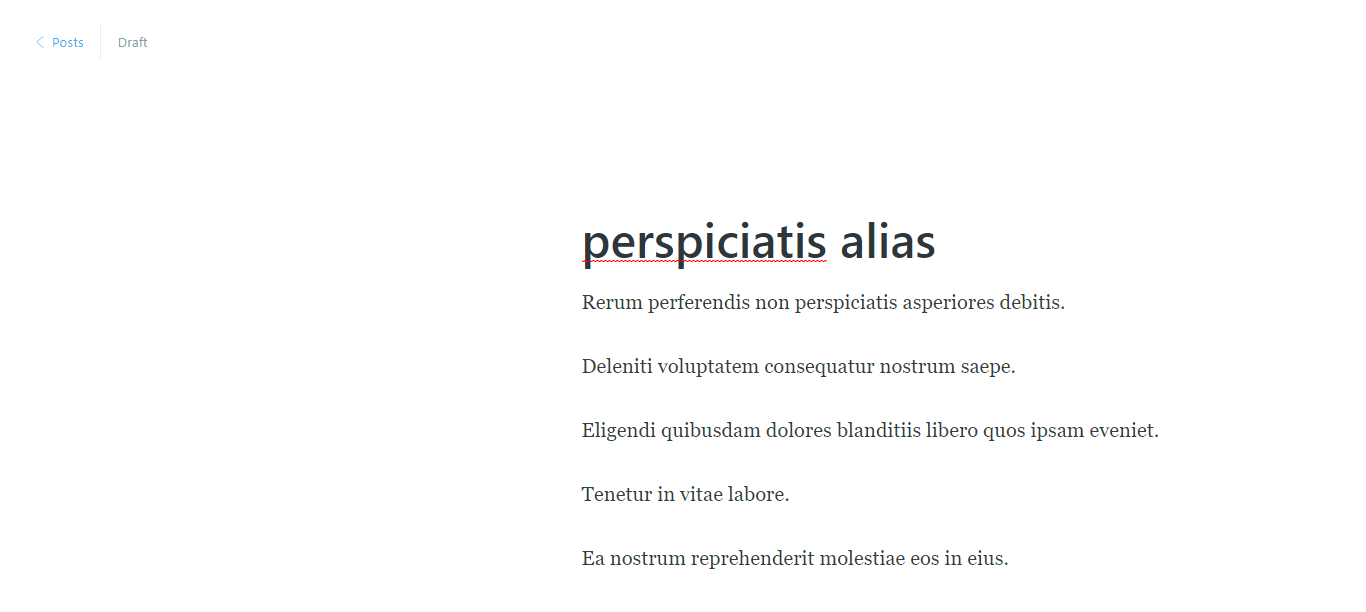 Posts
Draft
perspiciatis alias
Rerum perferendis non perspiciatis asperiores debitis.
Deleniti voluptatem consequatur nostrum saepe.
Eligendi quibusdam dolores blanditiis libero quos ipsam eveniet.
Tenetur in vitae labore.
Ea nostrum reprehenderit molestiae eos in eius.